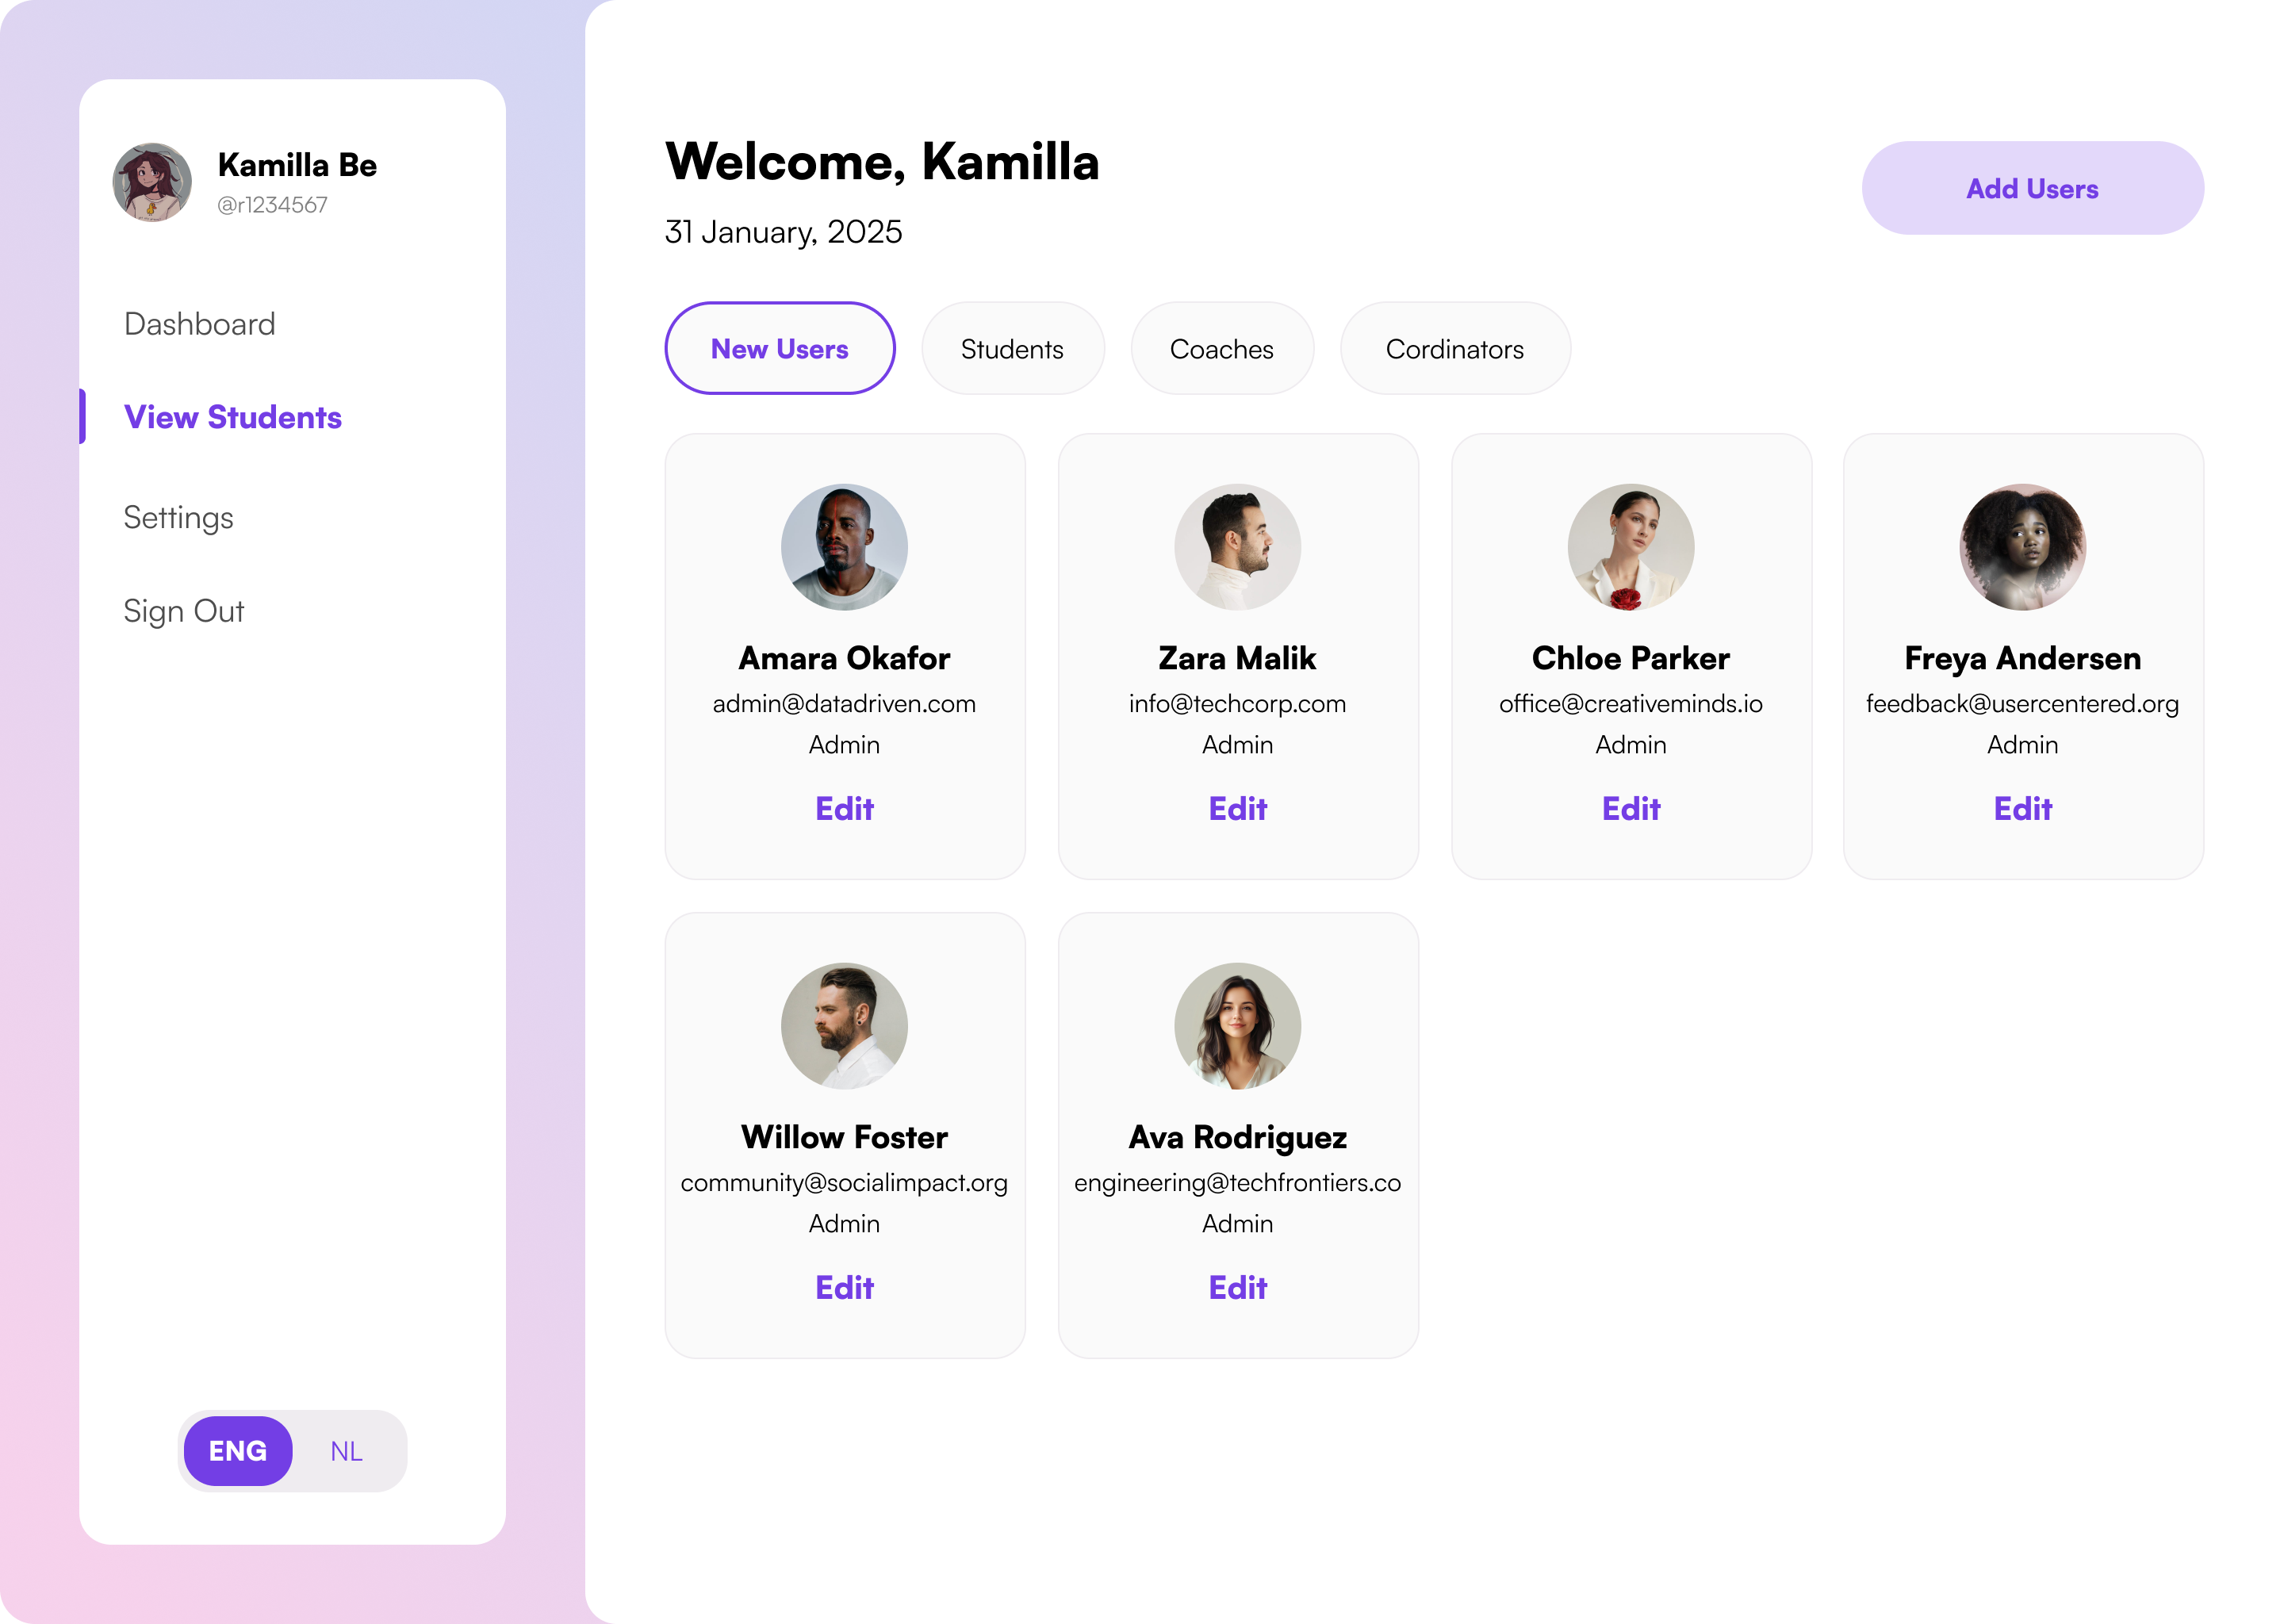 Kamilla Be
@r1234567
Dashboard
View Students
Settings
Sign Out
ENG NL
Welcome, Kamilla
31 January, 2025
Add Users
New Users Students Coaches Cordinators
Amara Okafor
admin@datadriven.com
Admin
Edit
Zara Malik
info@techcorp.com
Admin
Edit
Chloe Parker
office@creativeminds.io
Admin
Edit
Freya Andersen
feedback@usercentered.org
Admin
Edit
Willow Foster
community@socialimpact.org
Admin
Edit
Ava Rodriguez
engineering@techfrontiers.co
Admin
Edit